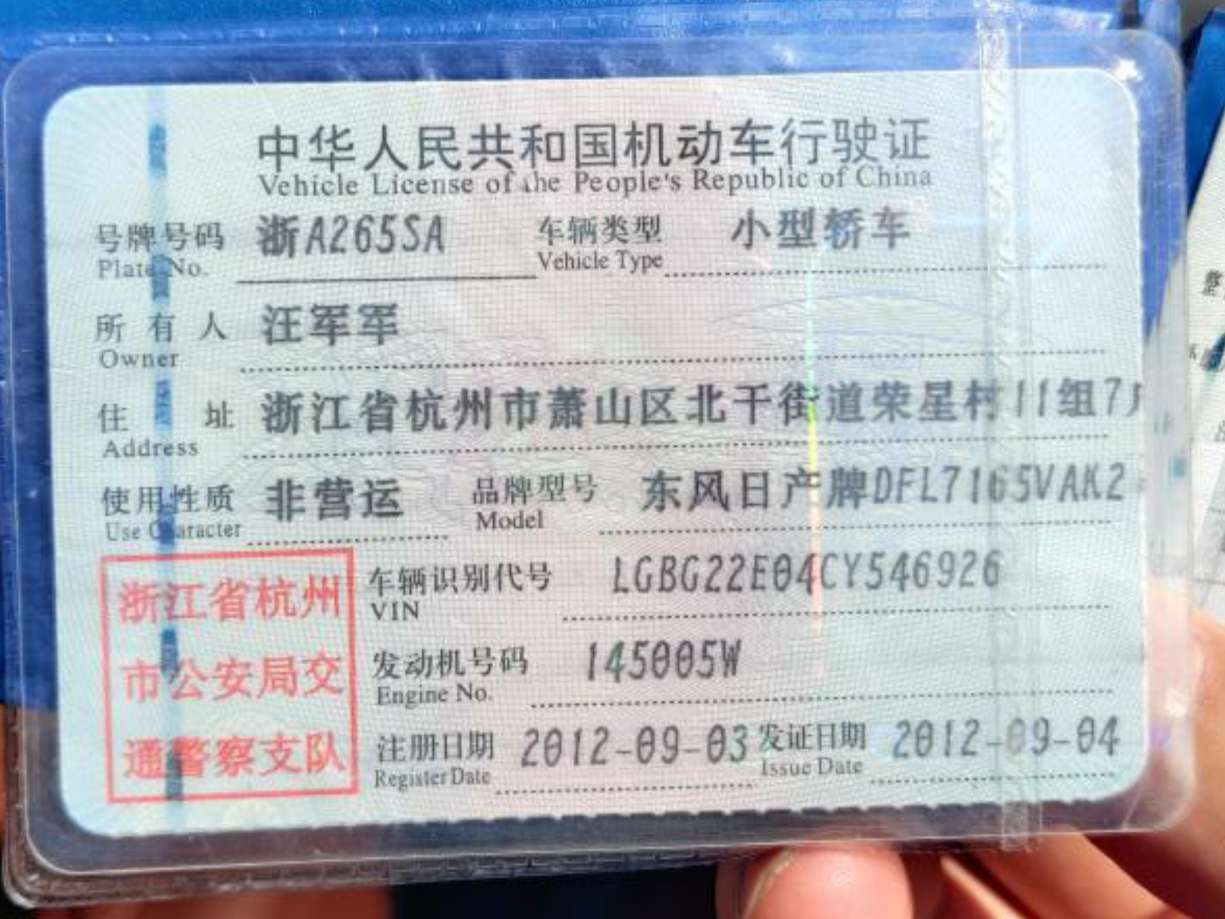 中华人民共和国机动车行驶证
Vehicle License of the People's Republic of China
号牌号码 浙A265SA 车辆类型 小型轿车
Plate No. Vehicle Type
所有人 汪军军
Owner
住址 浙江省杭州市萧山区北干街道荣星村11组7
Address
使用性质 非营运 品牌型号 东风日产牌DFL7165VAK2
Use Character Model
浙江省杭州
市公安局交
通警察支队
车辆识别代号 LGBG22E04CY546926
VIN
发动机号码 145005W
Engine No.
注册日期 2012-09-03 发证日期 2012-09-04
Register Date Issue Date